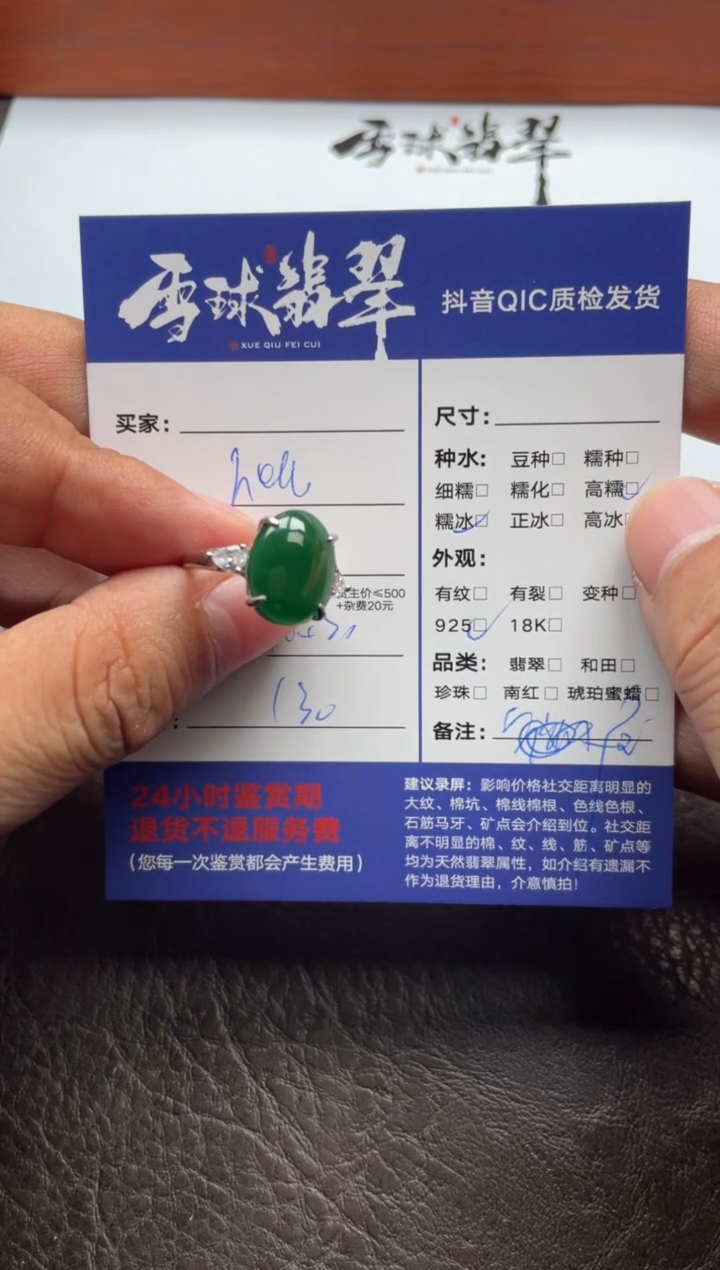 雪球翡翠
雪球翡翠
XUE QIU FEI CUI
抖音QIC质检发货
买家：
生价≤500
+杂费20元
130
尺寸：
种水： 豆种□ 糯种□
细糯□ 糯化□ 高糯□
糯冰□ 正冰□ 高冰
外观：
有纹□ 有裂□ 变种□
925□ 18K□
品类： 翡翠□ 和田□
珍珠□ 南红□ 琥珀蜜蜡□
备注：
24小时鉴赏期
退货不退服务费
(您每一次鉴赏都会产生费用)
建议录屏：影响价格社交距离明显的
大纹、棉坑、棉线棉根、色线色根、
石筋马牙、矿点会介绍到位。社交距
离不明显的棉、纹、线、筋、矿点等
均为天然翡翠属性，如介绍有遗漏不
作为退货理由，介意慎拍！